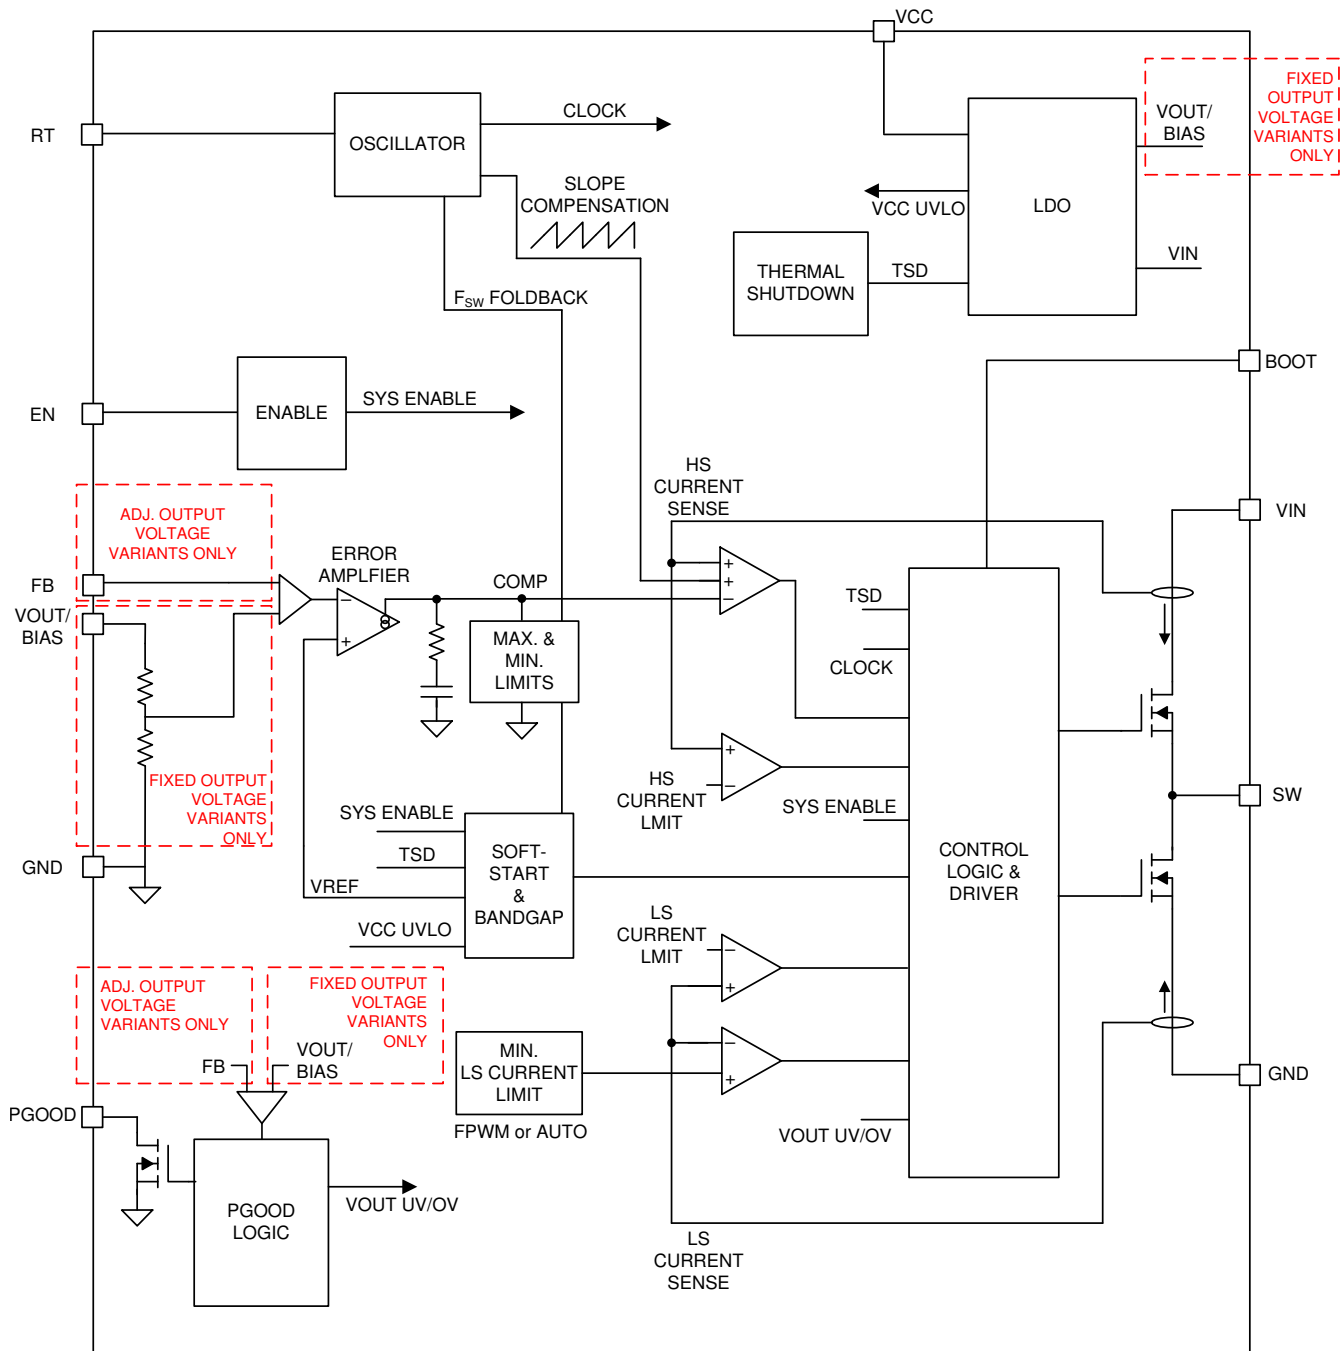 VCC
FIXED
OUTPUT
VOLTAGE
VARIANTS
ONLY
VOUT/
BIAS
RT
OSCILLATOR
CLOCK
SLOPE
COMPENSATION
VCC UVLO
LDO
VIN
THERMAL
SHUTDOWN
TSD
FSW FOLDBACK
BOOT
EN
ENABLE
SYS ENABLE
HS
CURRENT
SENSE
VIN
ADJ. OUTPUT
VOLTAGE
VARIANTS ONLY
ERROR
AMPLFIER
FB
COMP
+
+
−
−
+
VOUT/
BIAS
TSD
MAX. &
MIN.
LIMITS
CLOCK
FIXED OUTPUT
VOLTAGE
VARIANTS
ONLY
+
−
HS
CURRENT
LMIT
SYS ENABLE
SW
SYS ENABLE
TSD
VREF
VCC UVLO
SOFT-
START
&
BANDGAP
CONTROL
LOGIC &
DRIVER
GND
LS
CURRENT
LMIT
−
+
ADJ. OUTPUT
VOLTAGE
VARIANTS ONLY
FIXED OUTPUT
VOLTAGE
VARIANTS
ONLY
FB
VOUT/
BIAS
MIN.
LS CURRENT
LIMIT
−
+
GND
PGOOD
FPWM or AUTO
VOUT UV/OV
PGOOD
LOGIC
VOUT UV/OV
LS
CURRENT
SENSE